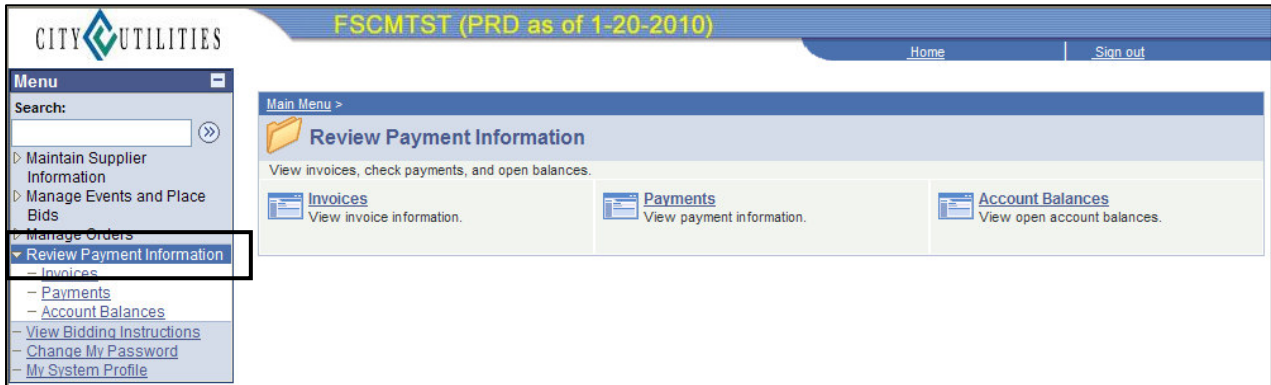 CITY UTILITIES
FSCMTST (PRD as of 1-20-2010)
Home
Sign out
Menu
Search:
Maintain Supplier
Information
Manage Events and Place
Bids
Manage Orders
Review Payment Information
Invoices
Payments
Account Balances
View Bidding Instructions
Change My Password
My System Profile
Main Menu >
Review Payment Information
View invoices, check payments, and open balances.
Invoices
View invoice information.
Payments
View payment information.
Account Balances
View open account balances.